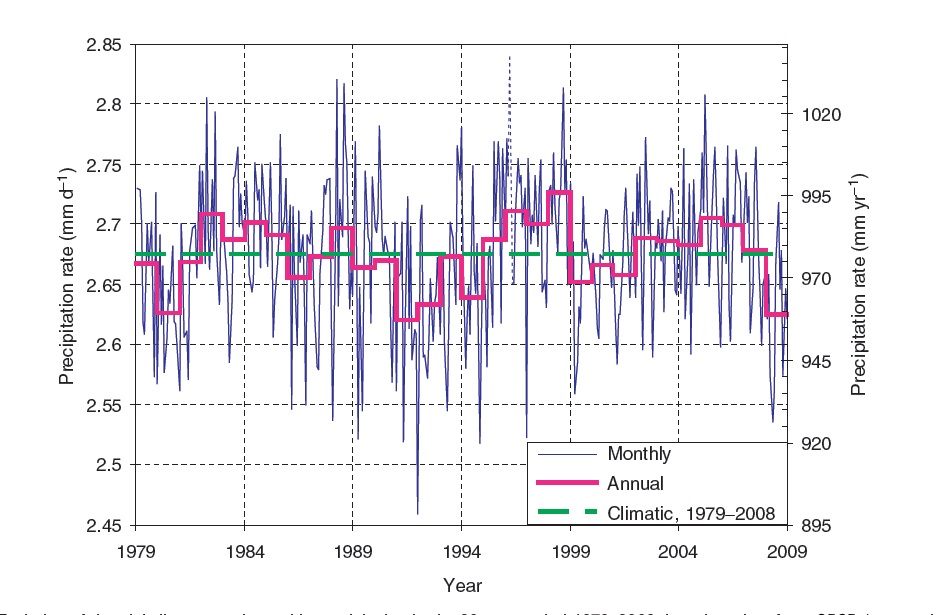 2.85
2.8
2.75
2.7
2.65
2.6
2.55
2.5
2.45
Precipitation rate (mm d⁻¹)
1020
995
970
945
920
895
Precipitation rate (mm yr⁻¹)
Monthly
Annual
Climatic, 1979–2008
1979 1984 1989 1994 1999 2004 2009
Year